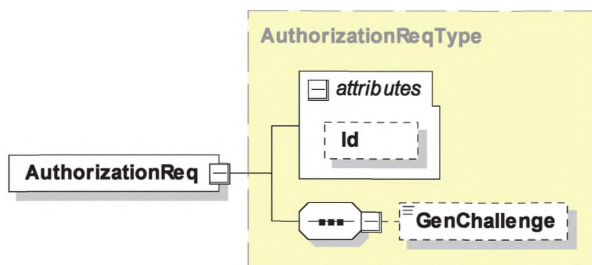 AuthorizationReqType
attributes
Id
AuthorizationReq
GenChallenge